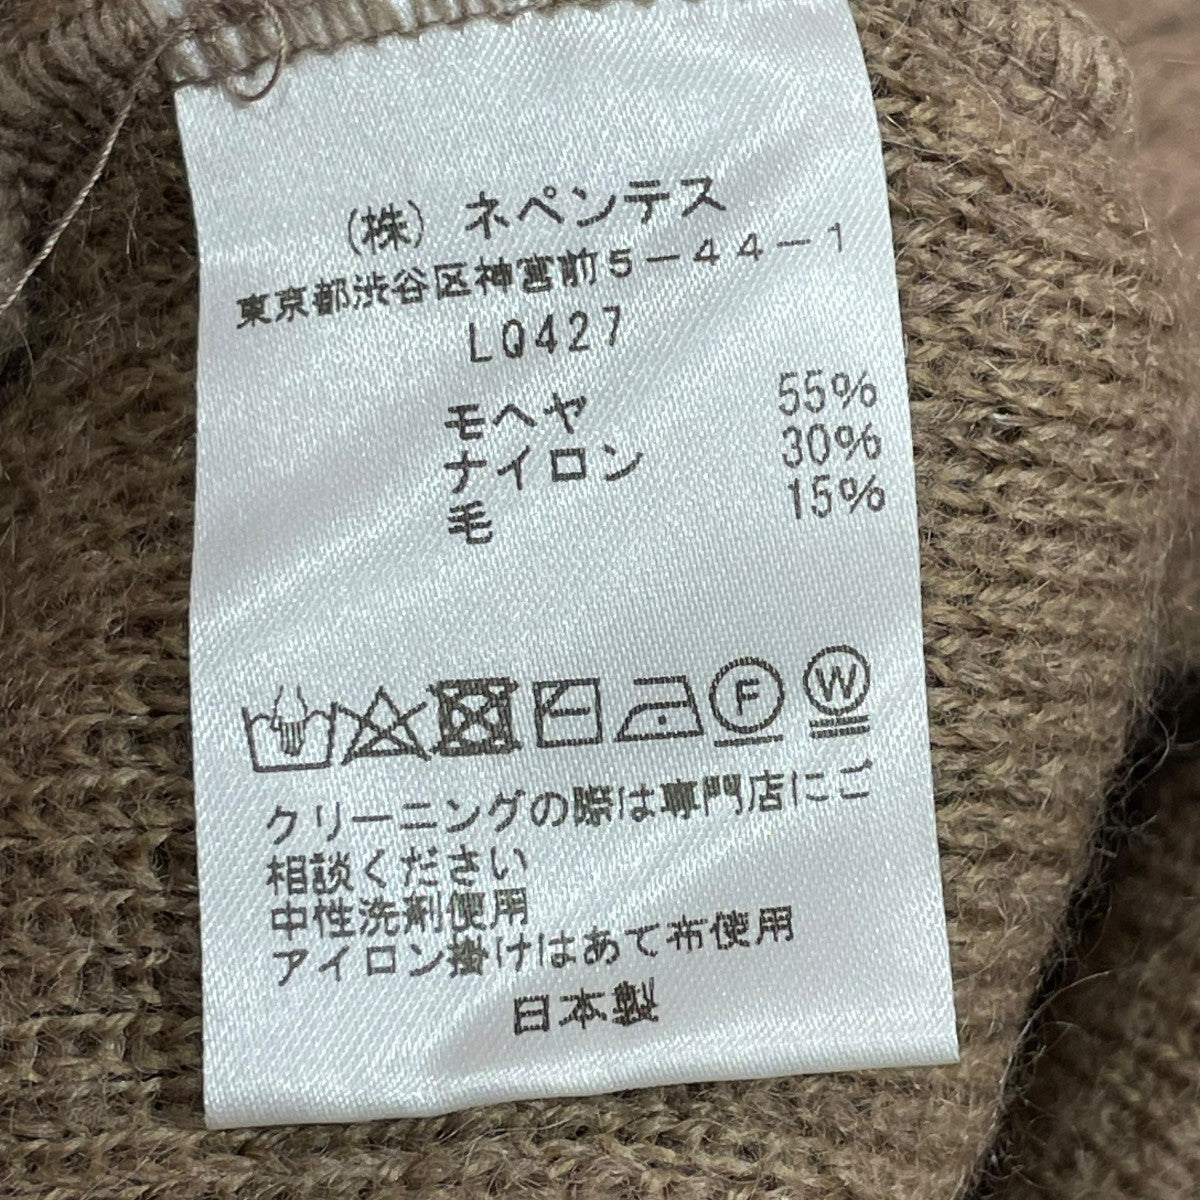 (株) ネペンテス
東京都渋谷区神宮前5-44-1
LQ427
モヘヤ 55%
ナイロン 30%
毛 15%
F W
クリーニングの際は専門店にご
相談ください
中性洗剤使用
アイロン掛けはあて布使用
日本製